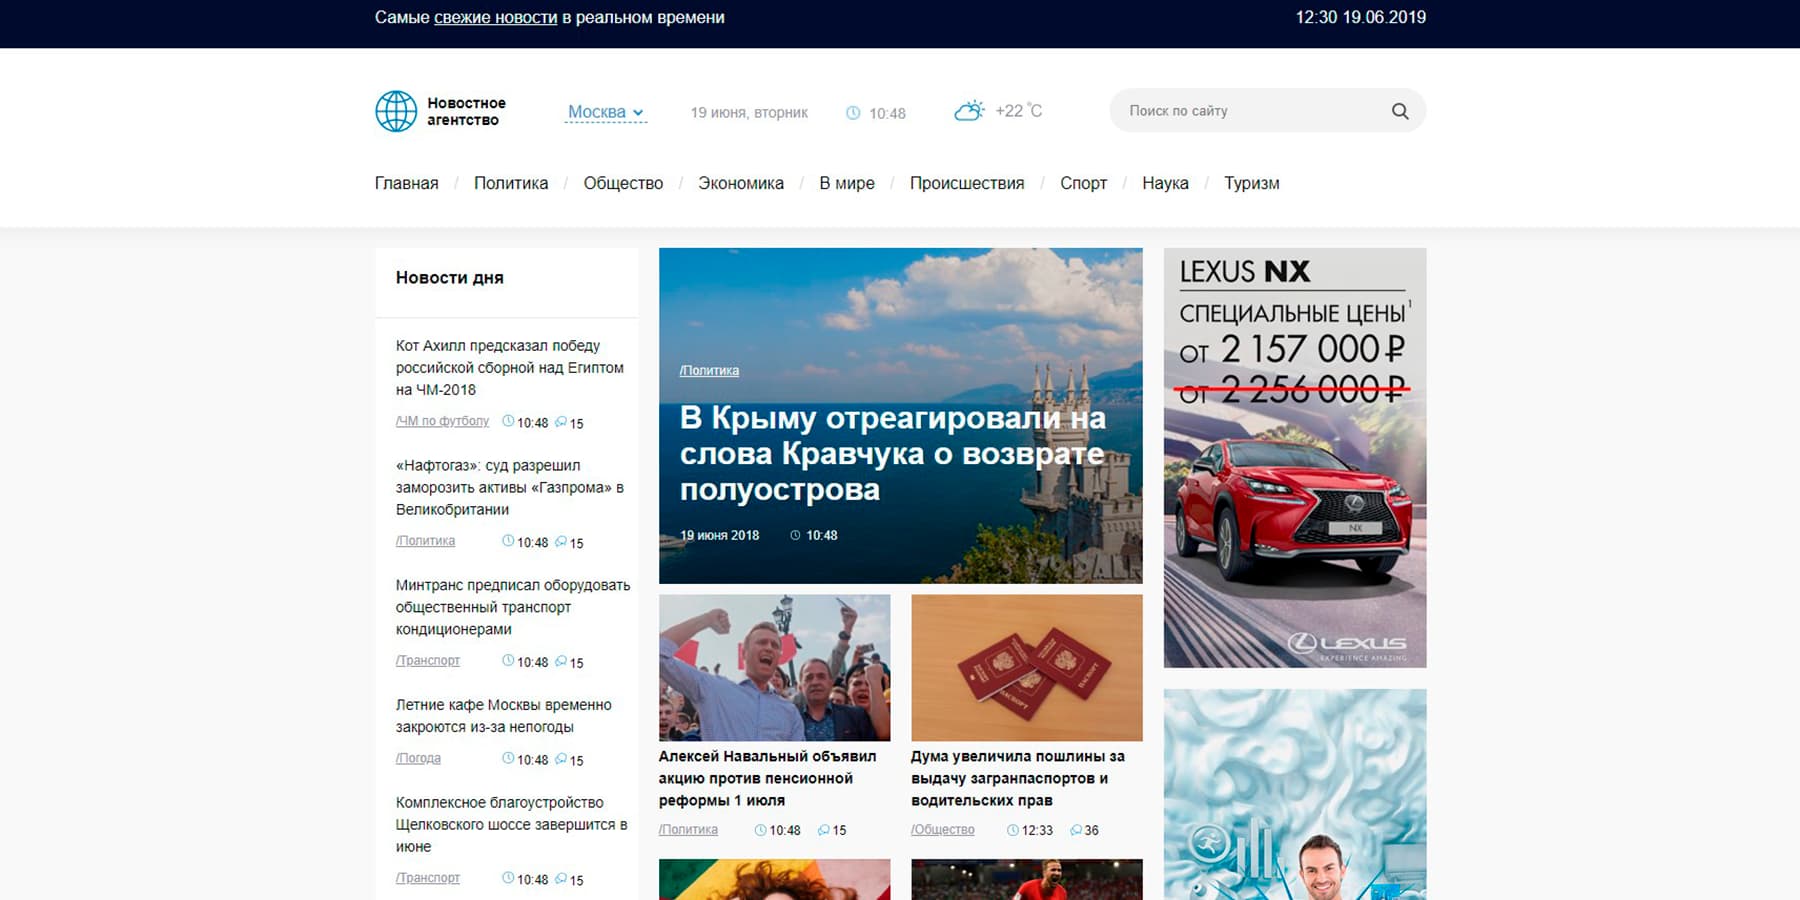 Самые свежие новости в реальном времени
12:30 19.06.2019
Новостное
агентство
Москва
19 июня, вторник
10:48
+22 °C
Поиск по сайту
Главная / Политика / Общество / Экономика / В мире / Происшествия / Спорт / Наука / Туризм
Новости дня
Кот Ахилл предсказал победу
российской сборной над Египтом
на ЧМ-2018
/ЧМ по футболу 10:48 15
«Нафтогаз»: суд разрешил
заморозить активы «Газпрома» в
Великобритании
/Политика 10:48 15
Минтранс предписал оборудовать
общественный транспорт
кондиционерами
/Транспорт 10:48 15
Летние кафе Москвы временно
закроются из-за непогоды
/Погода 10:48 15
Комплексное благоустройство
Щелковского шоссе завершится в
июне
/Транспорт 10:48 15
/Политика
В Крыму отреагировали на
слова Кравчука о возврате
полуострова
19 июня 2018 10:48
Алексей Навальный объявил
акцию против пенсионной
реформы 1 июля
/Политика 10:48 15
ПАСПОРТ
ПАСПОРТ
Дума увеличила пошлины за
выдачу загранпаспортов и
водительских прав
/Общество 12:33 36
LEXUS NX
СПЕЦИАЛЬНЫЕ ЦЕНЫ¹
ОТ 2 157 000 ₽
ОТ 2 256 000 ₽
NX
LEXUS
EXPERIENCE AMAZING